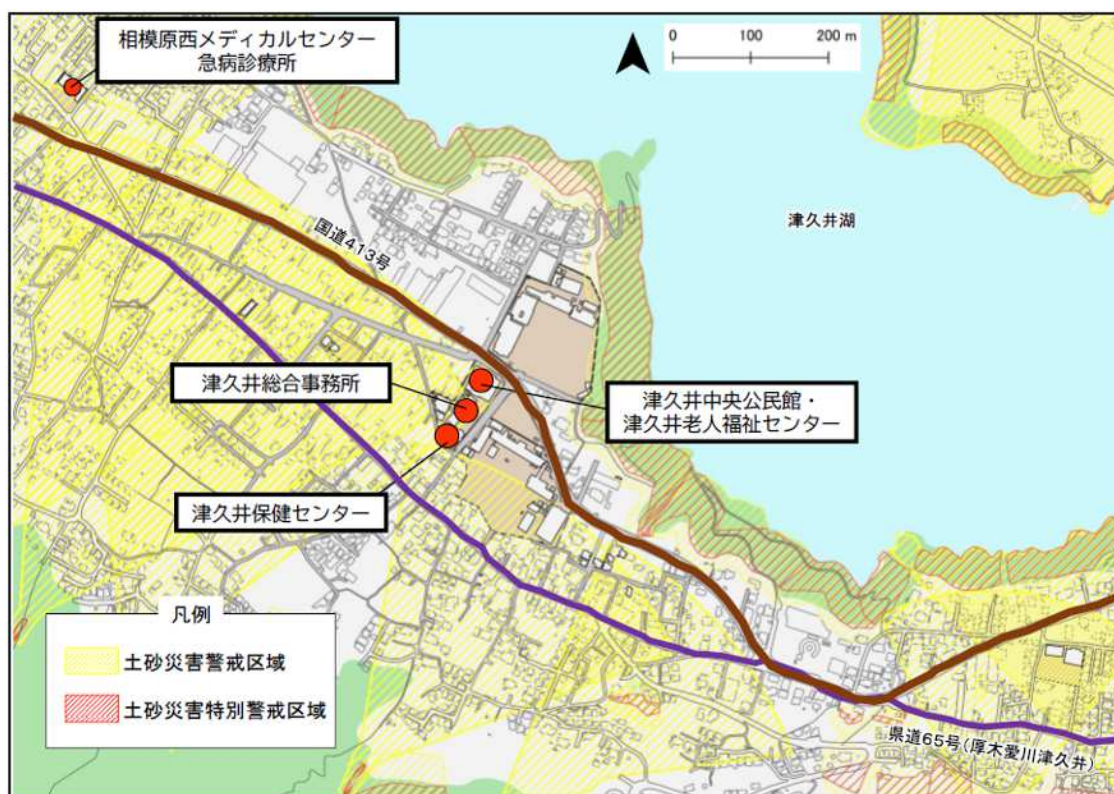 相模原西メディカルセンター
急病診療所
0 100 200 m
津久井湖
国道413号
津久井総合事務所
津久井中央公民館・
津久井老人福祉センター
津久井保健センター
凡例
土砂災害警戒区域
土砂災害特別警戒区域
県道65号(厚木愛川津久井)